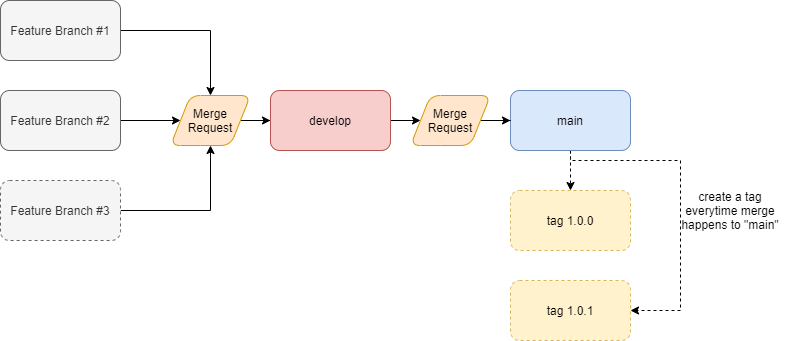 Feature Branch #1
Merge
Request
Feature Branch #2
develop
Merge
Request
main
Feature Branch #3
tag 1.0.0
create a tag
everytime merge
happens to "main"
tag 1.0.1